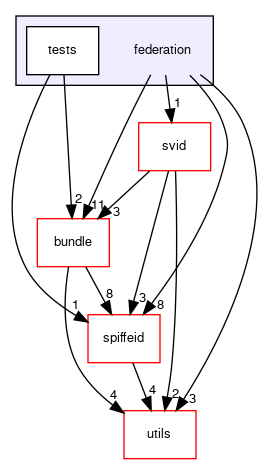 tests
federation
1
svid
2
11
3
bundle
8
1
3
8
spiffeid
4
4
2
3
utils